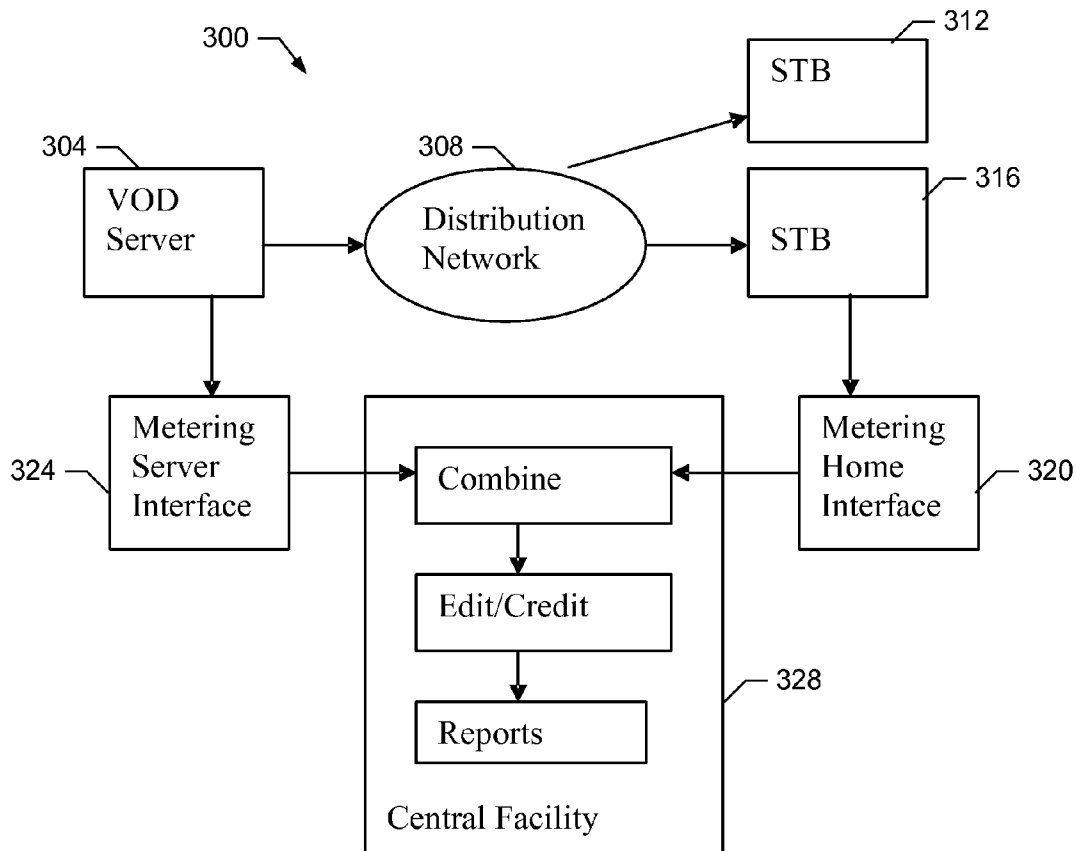 300
312
STB
304
VOD
Server
308
Distribution
Network
316
STB
324
Metering
Server
Interface
Combine
Metering
Home
Interface
320
Edit/Credit
328
Reports
Central Facility